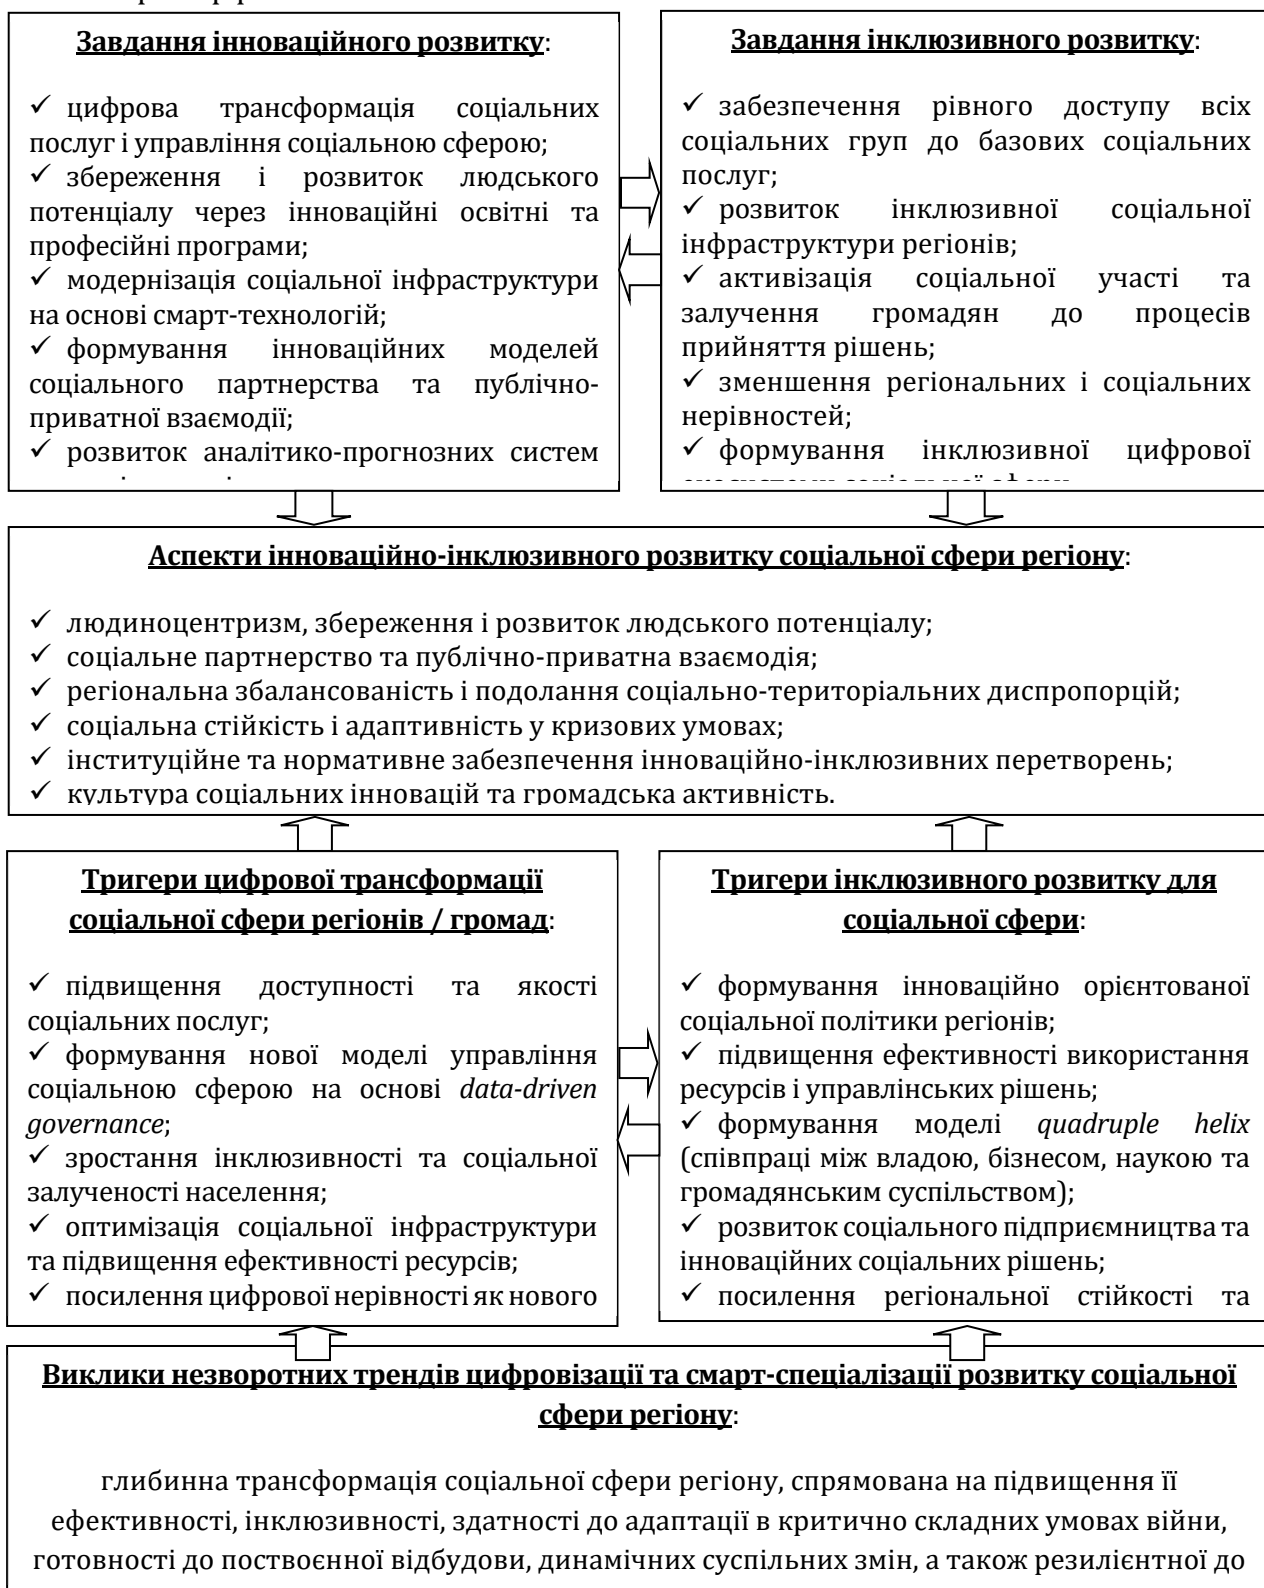 Завдання інноваційного розвитку:
✓ цифрова трансформація соціальних
послуг і управління соціальною сферою;
✓ збереження і розвиток людського
потенціалу через інноваційні освітні та
професійні програми;
✓ модернізація соціальної інфраструктури
на основі смарт-технологій;
✓ формування інноваційних моделей
соціального партнерства та публічно-
приватної взаємодії;
✓ розвиток аналітико-прогнозних систем
Завдання інклюзивного розвитку:
✓ забезпечення рівного доступу всіх
соціальних груп до базових соціальних
послуг;
✓ розвиток інклюзивної соціальної
інфраструктури регіонів;
✓ активізація соціальної участі та
залучення громадян до процесів
прийняття рішень;
✓ зменшення регіональних і соціальних
нерівностей;
✓ формування інклюзивної цифрової
екосистеми соціальної сфери
Аспекти інноваційно-інклюзивного розвитку соціальної сфери регіону:
✓ людиноцентризм, збереження і розвиток людського потенціалу;
✓ соціальне партнерство та публічно-приватна взаємодія;
✓ регіональна збалансованість і подолання соціально-територіальних диспропорцій;
✓ соціальна стійкість і адаптивність у кризових умовах;
✓ інституційне та нормативне забезпечення інноваційно-інклюзивних перетворень;
✓ культура соціальних інновацій та громадська активність.
Тригери цифрової трансформації
соціальної сфери регіонів / громад:
✓ підвищення доступності та якості
соціальних послуг;
✓ формування нової моделі управління
соціальною сферою на основі data-driven
governance;
✓ зростання інклюзивності та соціальної
залученості населення;
✓ оптимізація соціальної інфраструктури
та підвищення ефективності ресурсів;
✓ посилення цифрової нерівності як нового
Тригери інклюзивного розвитку для
соціальної сфери:
✓ формування інноваційно орієнтованої
соціальної політики регіонів;
✓ підвищення ефективності використання
ресурсів і управлінських рішень;
✓ формування моделі quadruple helix
(співпраці між владою, бізнесом, наукою та
громадянським суспільством);
✓ розвиток соціального підприємництва та
інноваційних соціальних рішень;
✓ посилення регіональної стійкості та
Виклики незворотних трендів цифровізації та смарт-спеціалізації розвитку соціальної
сфери регіону:
глибинна трансформація соціальної сфери регіону, спрямована на підвищення її
ефективності, інклюзивності, здатності до адаптації в критично складних умовах війни,
готовності до поствоєнної відбудови, динамічних суспільних змін, а також резилієнтної до